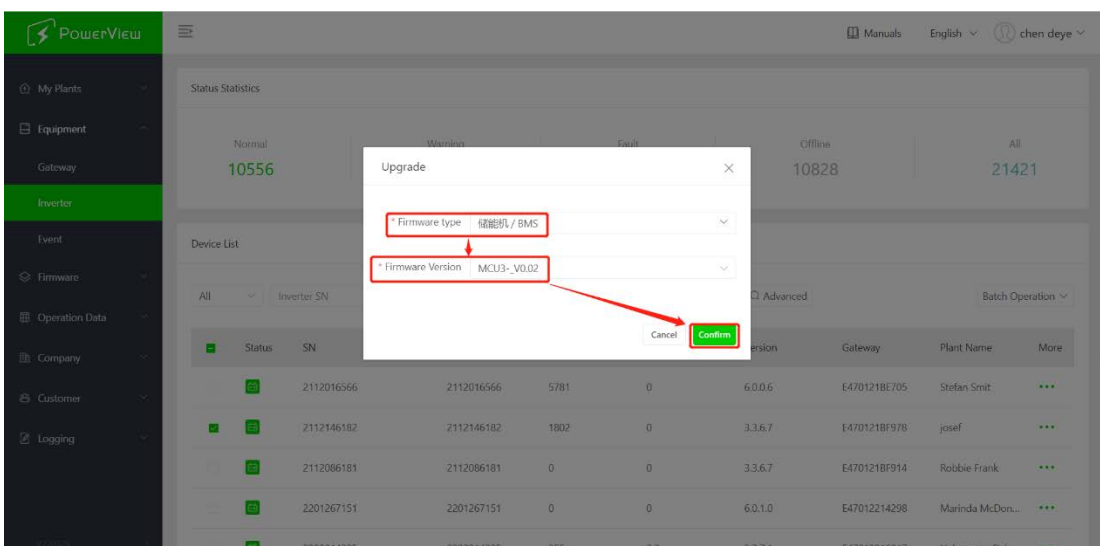 PowerView
Manuals English chen deye
My Plants
Equipment
Gateway
Inverter
Event
Firmware
Operation Data
Company
Customer
Logging
Status Statistics
Normal Warning Fault Offline All
10556 10828 21421
Upgrade
* Firmware type 储能机 / BMS
* Firmware Version MCU3-_V0.02
Cancel Confirm
Device List
All Inverter SN Advanced Batch Operation
Status SN ersion Gateway Plant Name More
2112016566 2112016566 5781 0 6.0.0.6 E4701218E705 Stefan Smit
2112146182 2112146182 1802 0 3.3.6.7 E4701218F978 josef
2112086181 2112086181 0 0 3.3.6.7 E4701218F914 Robbie Frank
2201267151 2201267151 0 0 6.0.1.0 E47012214298 Marinda McDon...